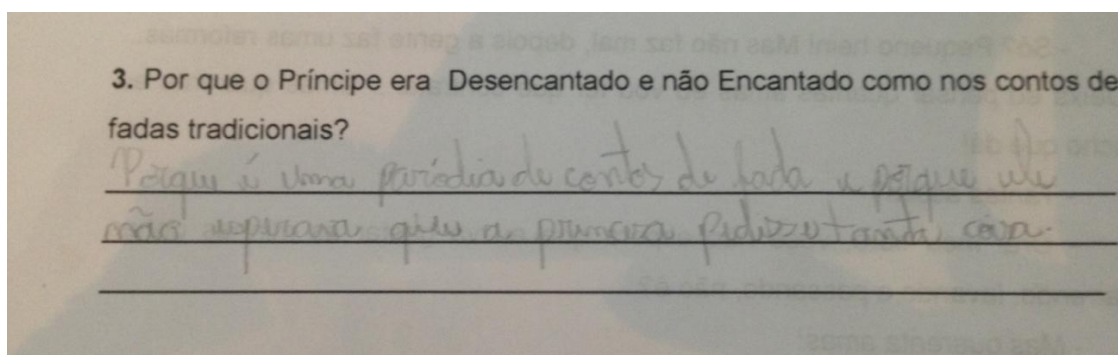 3. Por que o Príncipe era Desencantado e não Encantado como nos contos de
fadas tradicionais?
Porque é uma paródia de contos de fada e porque ele
não esperava que a princesa pedisse tanta coisa.